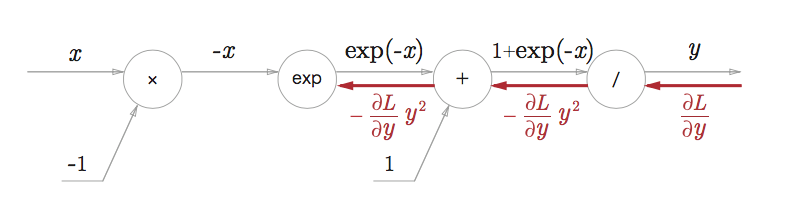 x -x exp(-x) 1+exp(-x) y
× exp + /
- ∂L/∂y y² - ∂L/∂y y² ∂L/∂y
-1 1